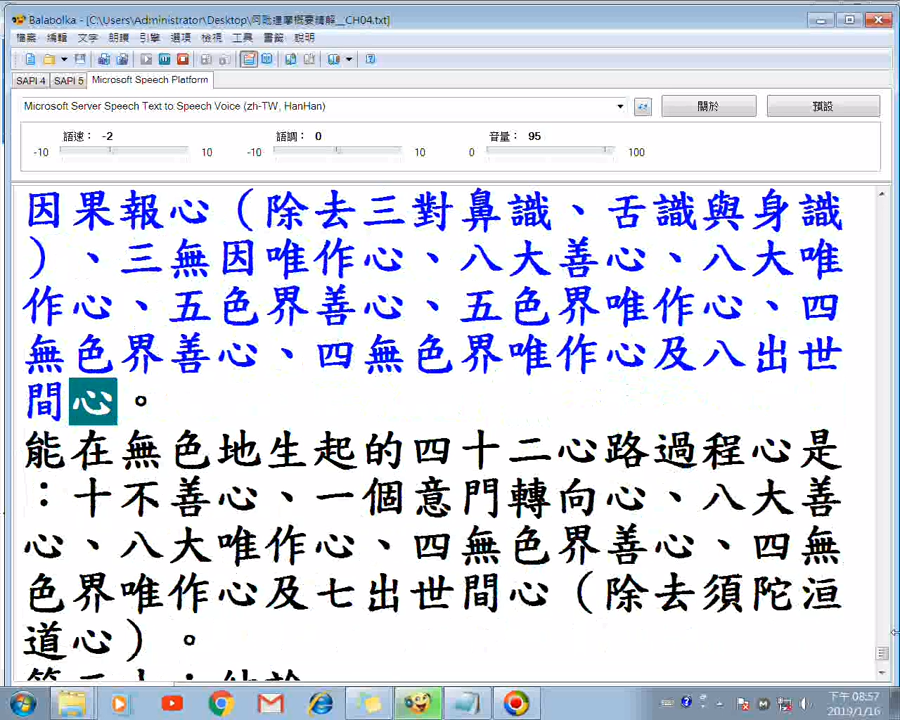 Balabolka - [C:\Users\Administrator\Desktop\阿毗達摩概要精解__CH04.txt]
檔案 編輯 文字 朗讀 引擎 選項 檢視 工具 書籤 說明
SAPI 4 SAPI 5 Microsoft Speech Platform
Microsoft Server Speech Text to Speech Voice (zh-TW, HanHan) 關於 預設
語速： -2 語調： 0 音量： 95
-10 10 -10 10 0 100
因果報心（除去三對鼻識、舌識與身識
）、三無因唯作心、八大善心、八大唯
作心、五色界善心、五色界唯作心、四
無色界善心、四無色界唯作心及八出世
間心。
能在無色地生起的四十二心路過程心是
：十不善心、一個意門轉向心、八大善
心、八大唯作心、四無色界善心、四無
色界唯作心及七出世間心（除去須陀洹
道心）。
下午 08:57
2019/1/16